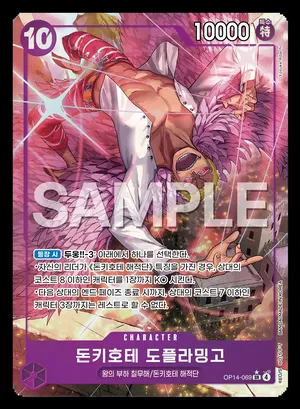 10
10000
특
SAMPLE
등장 시 두웅!!-3: 아래에서 하나를 선택한다.
•자신의 리더가 《돈키호테 해적단》 특징을 가진 경우, 상대의
코스트 8 이하인 캐릭터를 1장까지 KO 시킨다.
•다음 상대의 엔드 페이즈 종료 시까지, 상대의 코스트 7 이하인
캐릭터 3장까지는 레스트로 할 수 없다.
CHARACTER
돈키호테 도플라밍고
왕의 부하 칠무해/돈키호테 해적단
OP14-069 SR
4